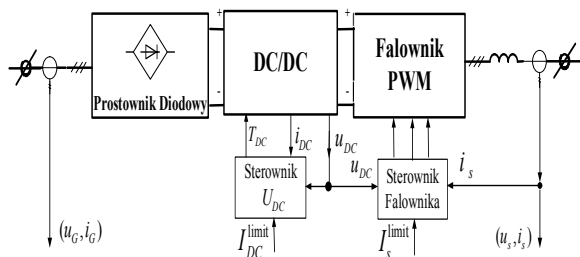 + +
Prostownik Diodowy
DC/DC
Falownik
PWM
- -
T_DC i_DC u_DC
u_DC
i_s
Sterownik
U_DC
Sterownik
Falownika
I_DC^limit
I_s^limit
(u_G, i_G)
(u_s, i_s)